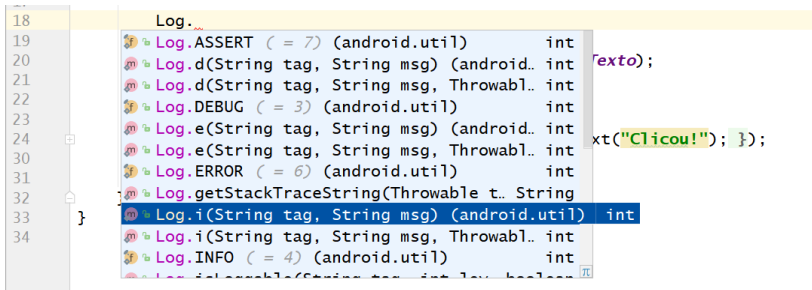 18 Log.
19 Log.ASSERT ( = 7) (android.util) int
20 Log.d(String tag, String msg) (android… int Texto);
21 Log.d(String tag, String msg, Throwabl… int
22 Log.DEBUG ( = 3) (android.util) int
23 Log.e(String tag, String msg) (android… int
24 Log.e(String tag, String msg, Throwabl… int xt("Clicou!"); });
30 Log.ERROR ( = 6) (android.util) int
31 Log.getStackTraceString(Throwable t… String
32 }
33 } Log.i(String tag, String msg) (android.util) int
34 Log.i(String tag, String msg, Throwabl… int
Log.INFO ( = 4) (android.util) int